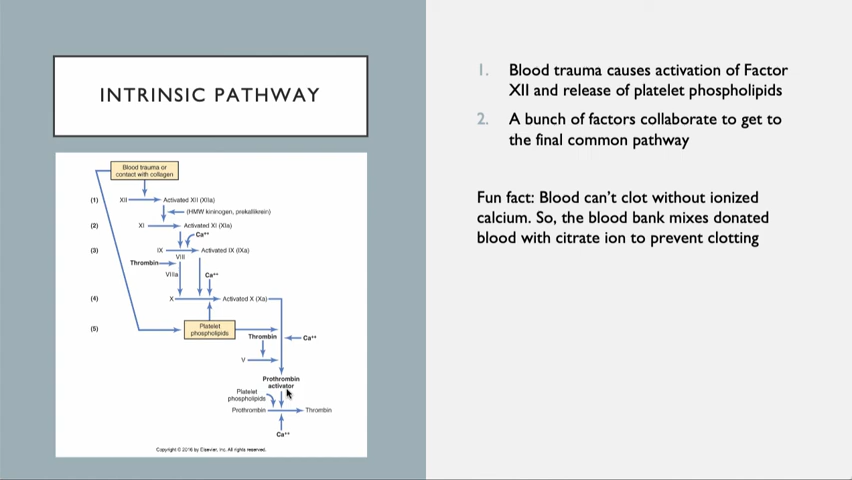 INTRINSIC PATHWAY
Blood trauma or
contact with collagen
(1)
XII
Activated XII (XIIa)
(HMW kininogen, prekallikrein)
(2)
XI
Activated XI (XIa)
Ca++
(3)
IX
Activated IX (IXa)
VIII
Thrombin
VIIIa
Ca++
(4)
X
Activated X (Xa)
(5)
Platelet
phospholipids
Thrombin
Ca++
V
Prothrombin
activator
Platelet
phospholipids
Prothrombin
Thrombin
Ca++
Copyright © 2016 by Elsevier, Inc. All rights reserved.
1. Blood trauma causes activation of Factor
XII and release of platelet phospholipids
2. A bunch of factors collaborate to get to
the final common pathway
Fun fact: Blood can't clot without ionized
calcium. So, the blood bank mixes donated
blood with citrate ion to prevent clotting